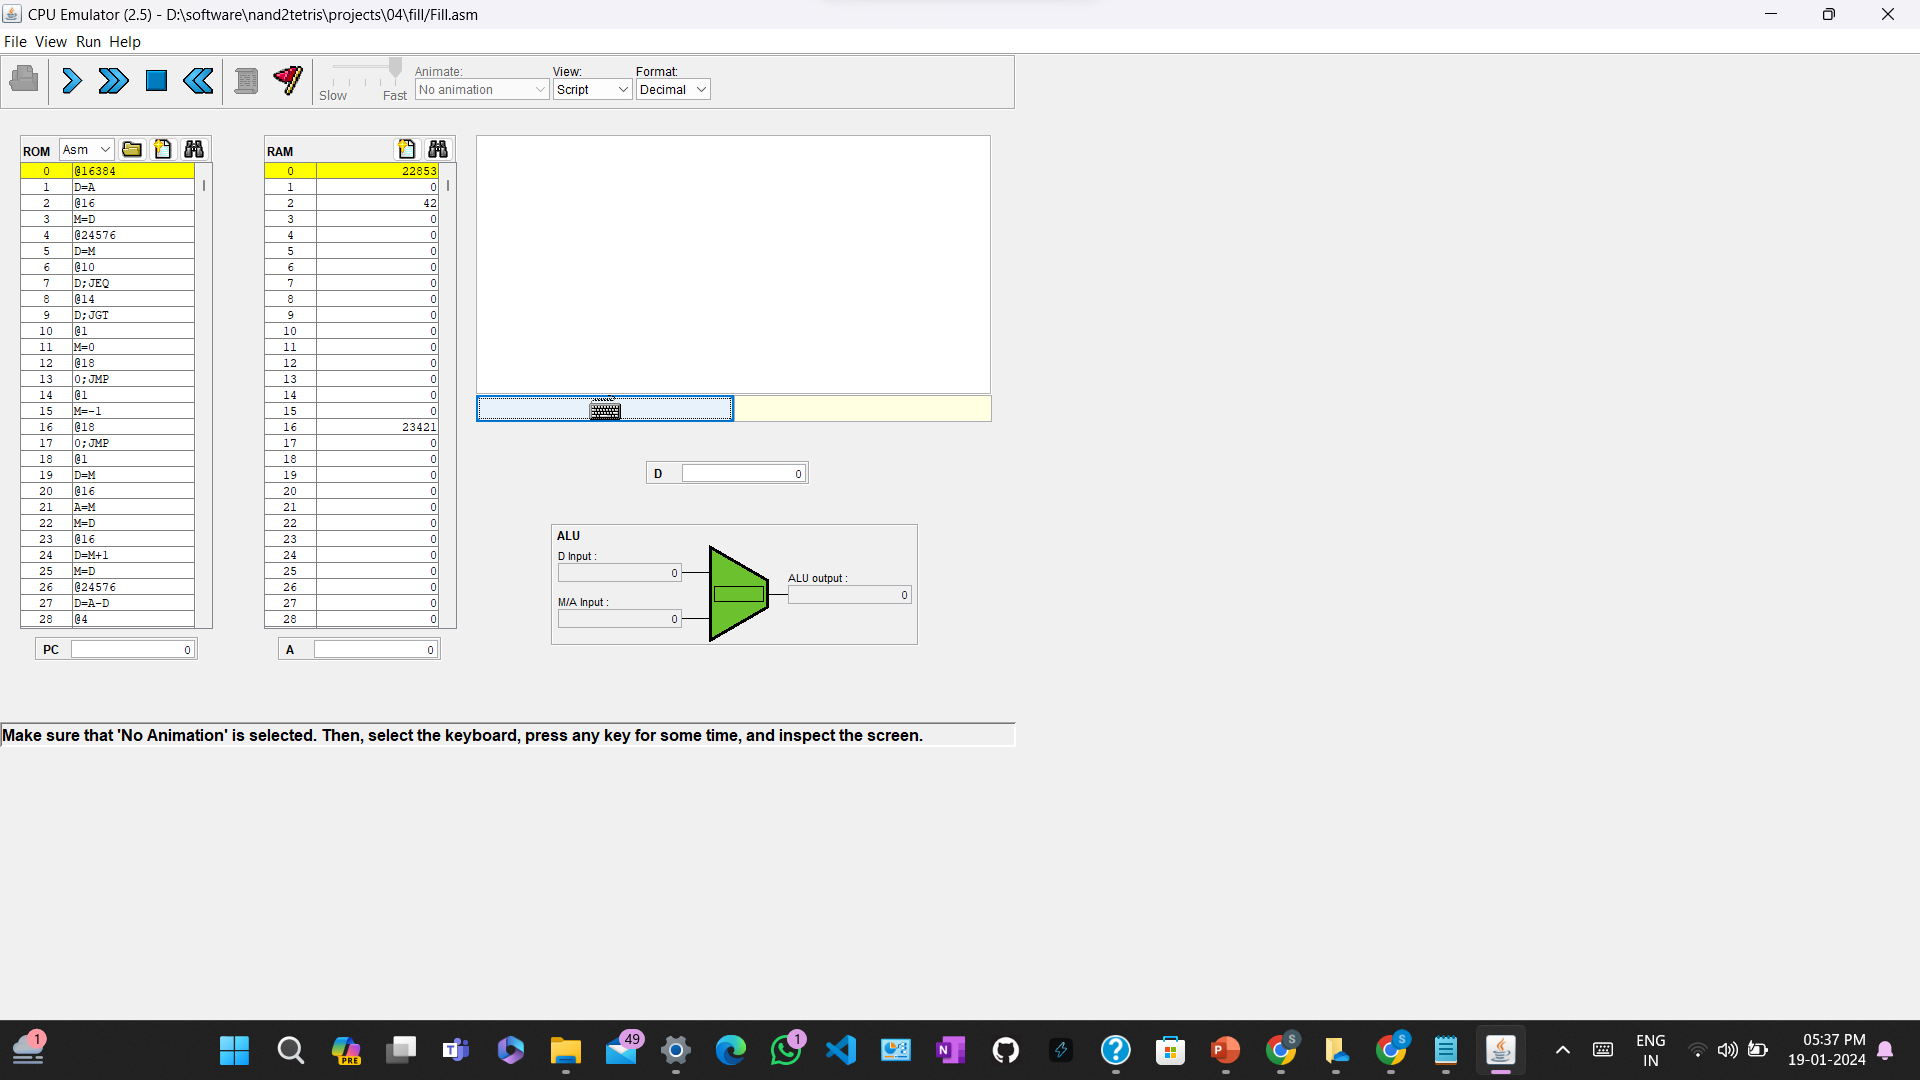 CPU Emulator (2.5) - D:\software\nand2tetris\projects\04\fill/Fill.asm
File View Run Help
Slow Fast
Animate:
No animation
View:
Script
Format:
Decimal
ROM Asm
0 @16384
1 D=A
2 @16
3 M=D
4 @24576
5 D=M
6 @10
7 D;JEQ
8 @14
9 D;JGT
10 @1
11 M=0
12 @18
13 0;JMP
14 @1
15 M=-1
16 @18
17 0;JMP
18 @1
19 D=M
20 @16
21 A=M
22 M=D
23 @16
24 D=M+1
25 M=D
26 @24576
27 D=A-D
28 @4
PC 0
RAM
0 22853
1 0
2 42
3 0
4 0
5 0
6 0
7 0
8 0
9 0
10 0
11 0
12 0
13 0
14 0
15 0
16 23421
17 0
18 0
19 0
20 0
21 0
22 0
23 0
24 0
25 0
26 0
27 0
28 0
A 0
D 0
ALU
D Input :
0
M/A Input :
0
ALU output :
0
Make sure that 'No Animation' is selected. Then, select the keyboard, press any key for some time, and inspect the screen.
1
PRE
49
1
N
P
S
S
ENG
IN
05:37 PM
19-01-2024